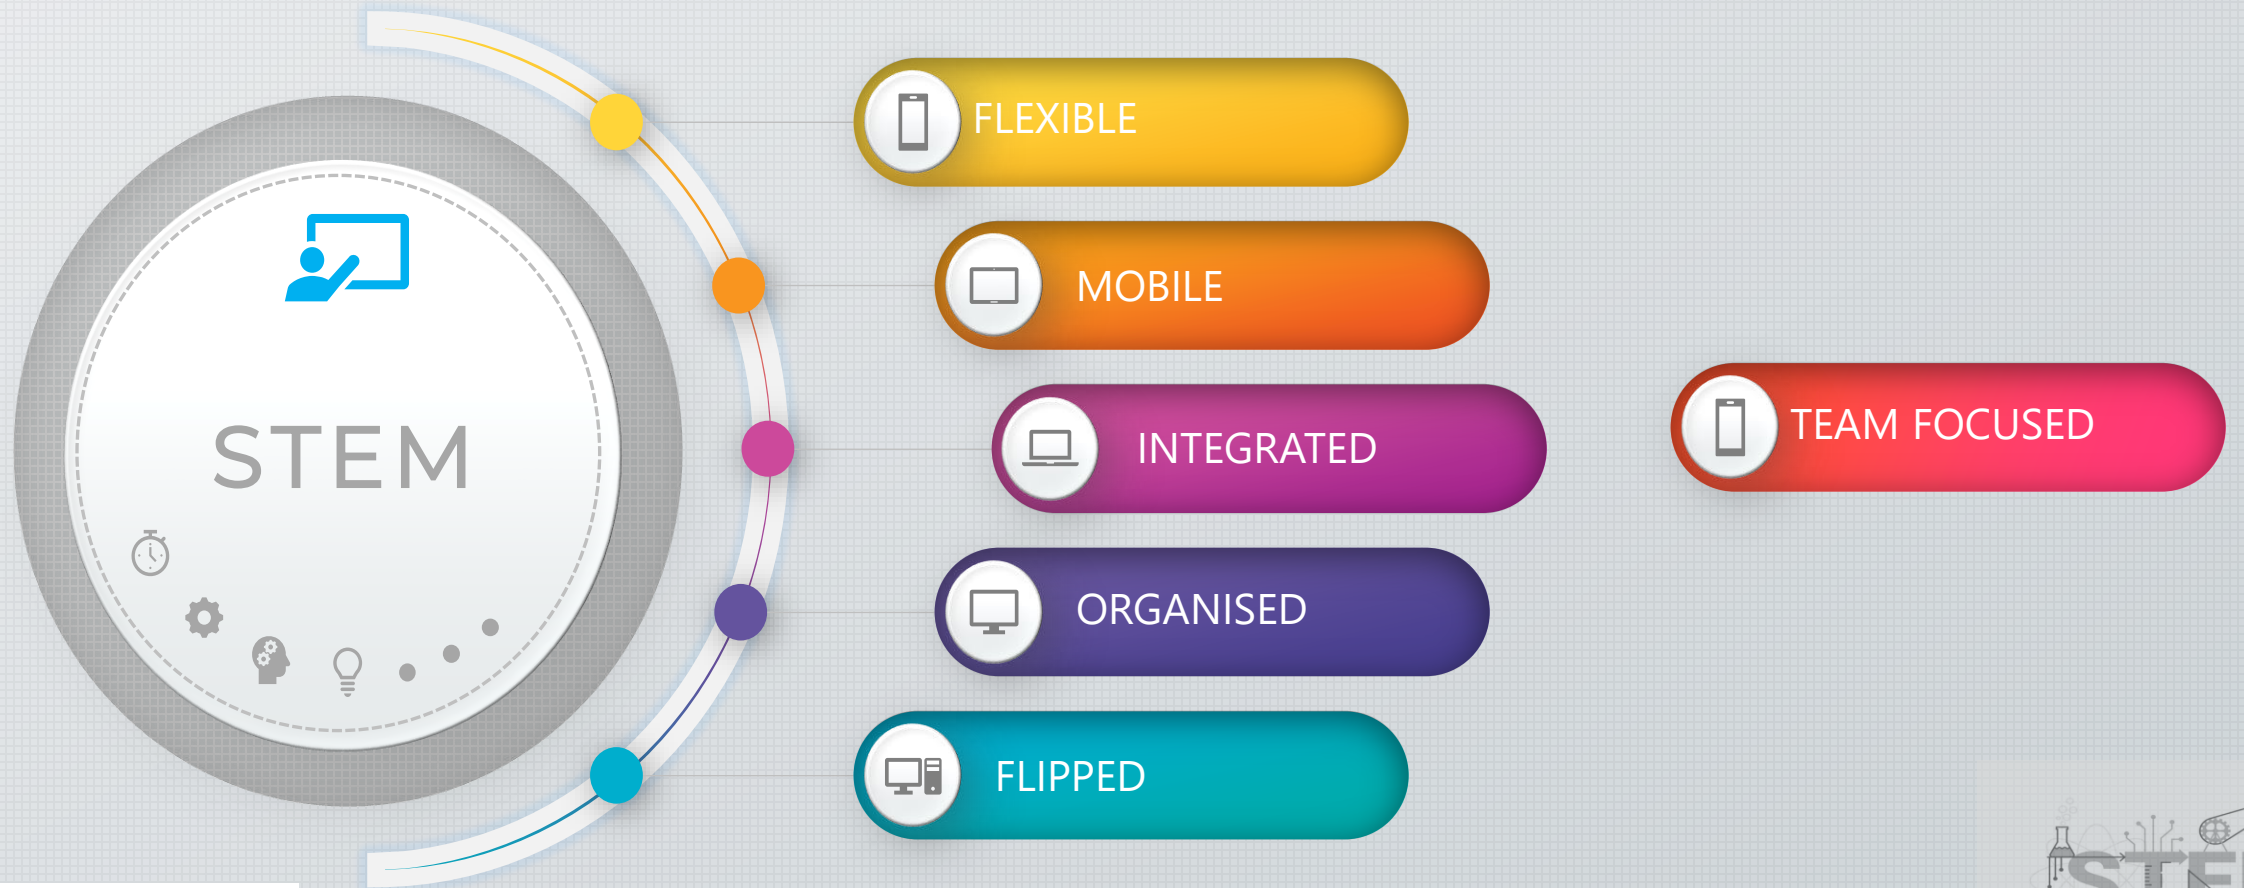 STEM
FLEXIBLE
MOBILE
INTEGRATED
ORGANISED
FLIPPED
TEAM FOCUSED